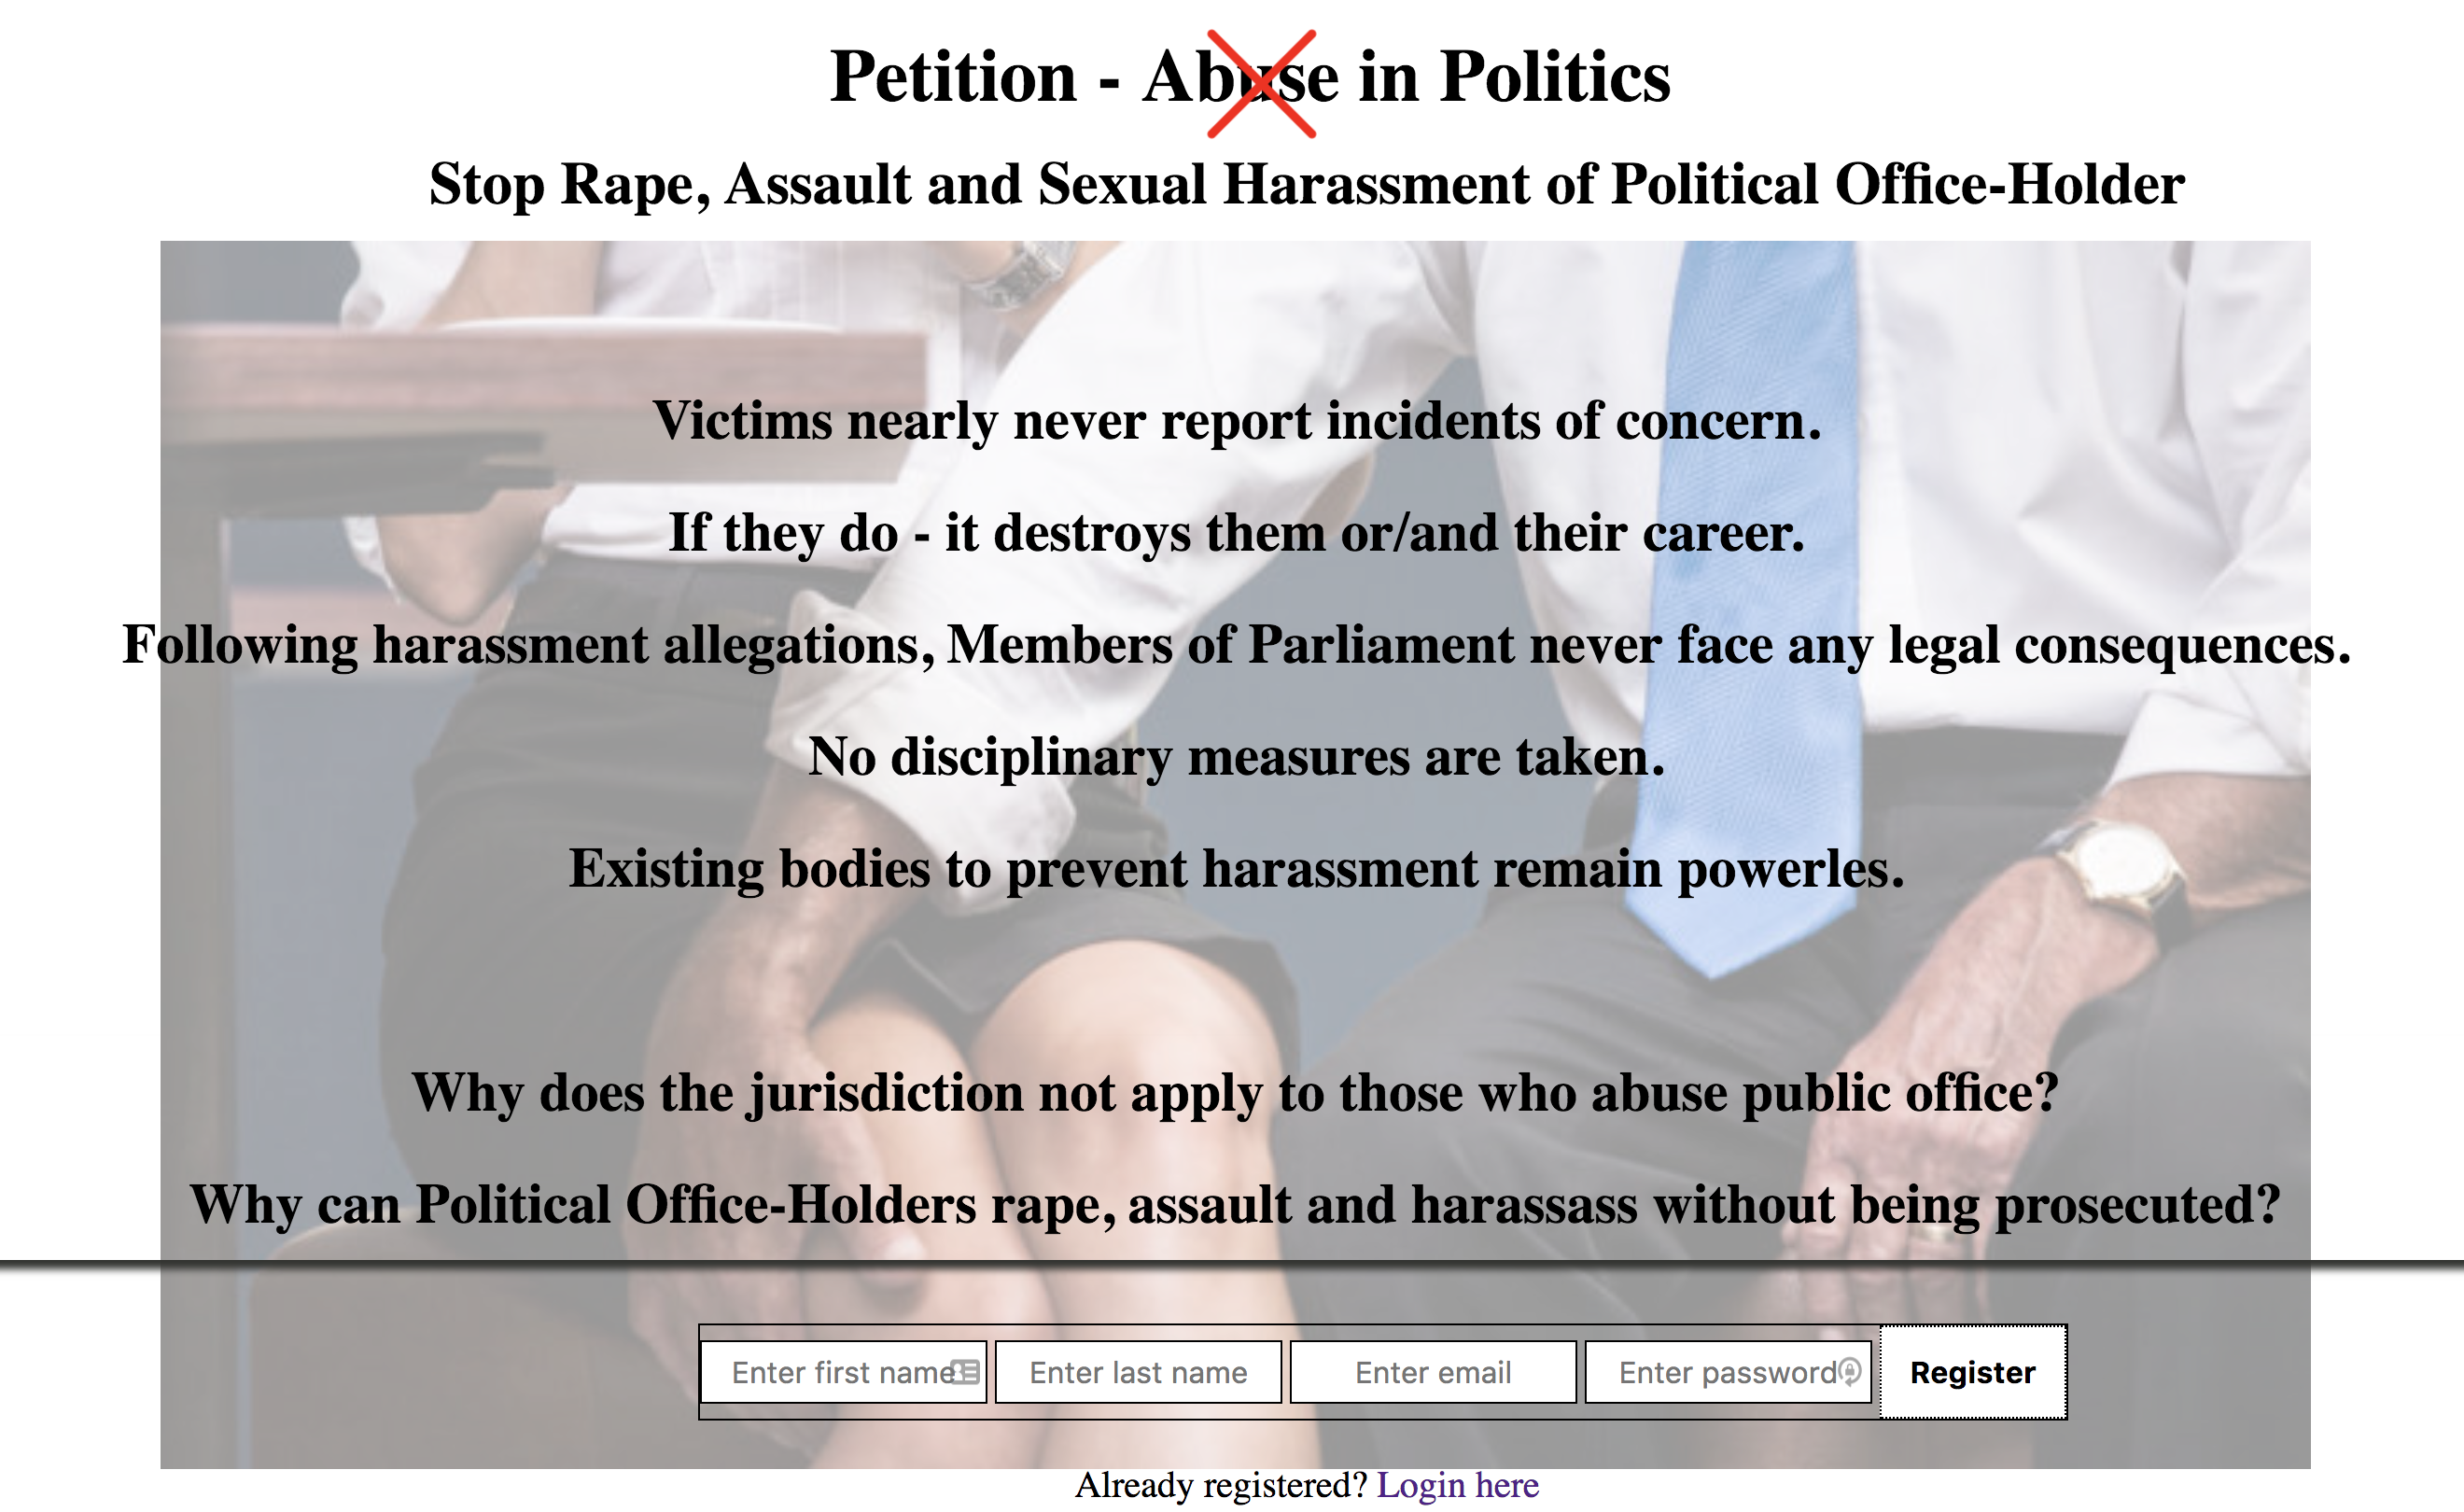 Petition - Abuse in Politics
Stop Rape, Assault and Sexual Harassment of Political Office-Holder
Victims nearly never report incidents of concern.
If they do - it destroys them or/and their career.
Following harassment allegations, Members of Parliament never face any legal consequences.
No disciplinary measures are taken.
Existing bodies to prevent harassment remain powerles.
Why does the jurisdiction not apply to those who abuse public office?
Why can Political Office-Holders rape, assault and harassass without being prosecuted?
Enter first name Enter last name Enter email Enter password Register
Already registered? Login here